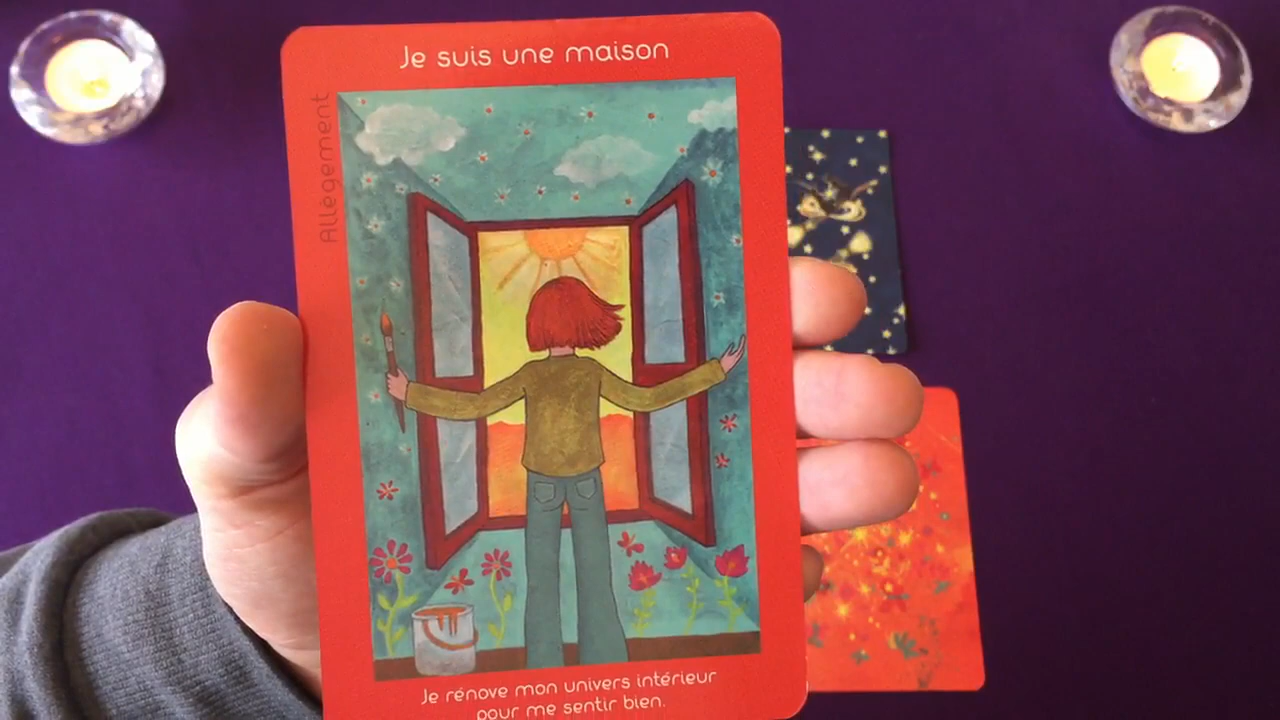 Je suis une maison
Allègement
Je rénove mon univers intérieur
pour me sentir bien.